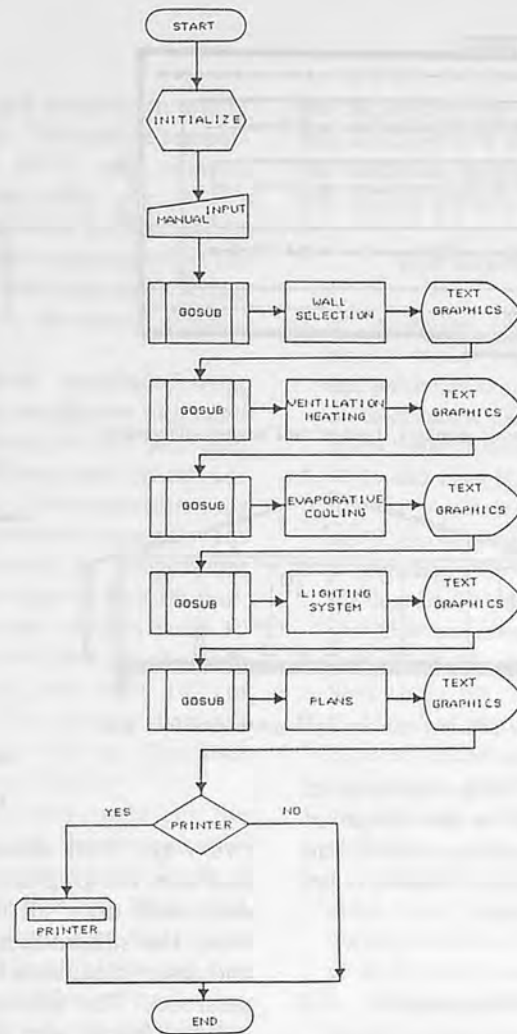 START
INITIALIZE
INPUT
MANUAL
GOSUB
WALL
SELECTION
TEXT
GRAPHICS
GOSUB
VENTILATION
HEATING
TEXT
GRAPHICS
GOSUB
EVAPORATIVE
COOLING
TEXT
GRAPHICS
GOSUB
LIGHTING
SYSTEM
TEXT
GRAPHICS
GOSUB
PLANS
TEXT
GRAPHICS
YES
PRINTER
NO
PRINTER
END